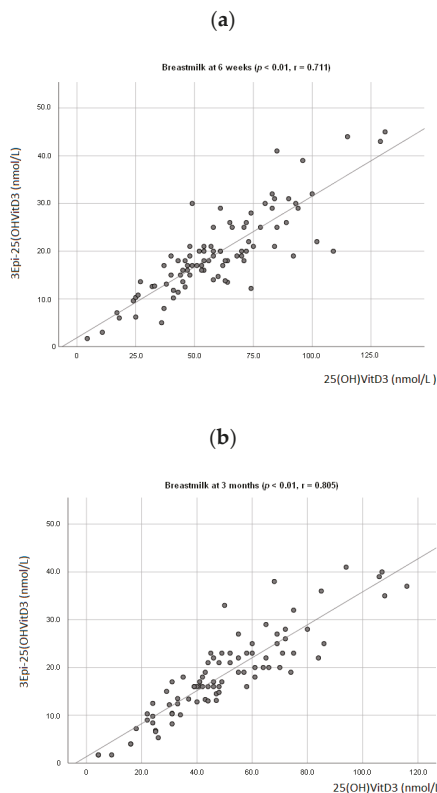 (a)
Breastmilk at 6 weeks (p < 0.01, r = 0.711)
3Epi-25(OHVitD3 (nmol/L)
50.0
40.0
30.0
20.0
10.0
.0
.0 25.0 50.0 75.0 100.0 125.0
25(OH)VitD3 (nmol/L )
(b)
Breastmilk at 3 months (p < 0.01, r = 0.805)
3Epi-25(OHVitD3 (nmol/L)
50.0
40.0
30.0
20.0
10.0
.0
.0 20.0 40.0 60.0 80.0 100.0 120.0
25(OH)VitD3 (nmol/l